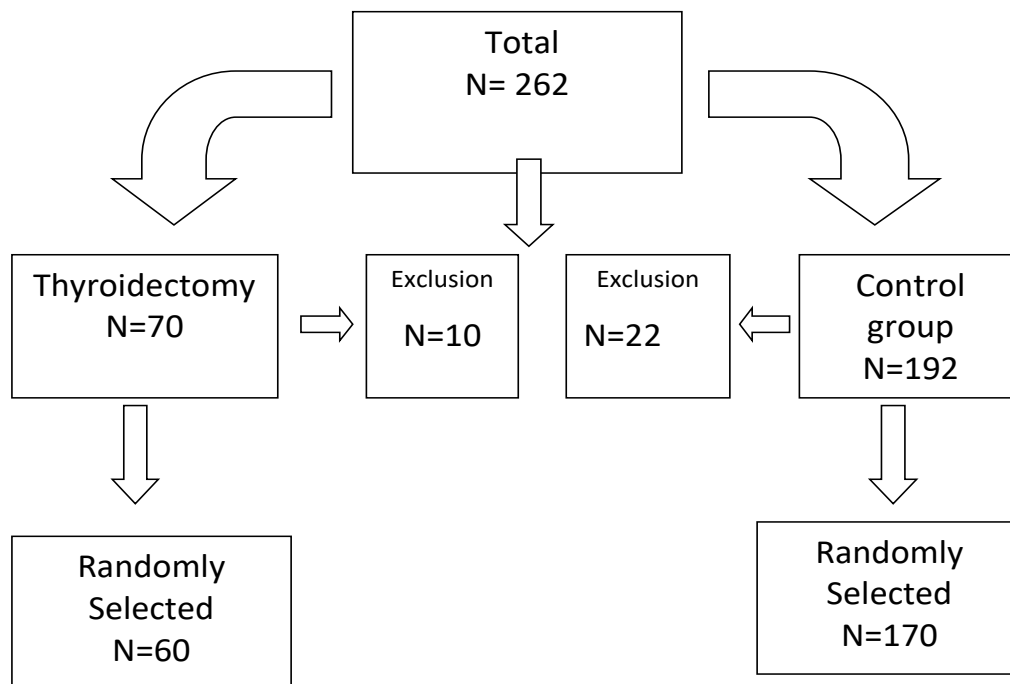 Total
N= 262
Thyroidectomy
N=70
Exclusion
N=10
Exclusion
N=22
Control
group
N=192
Randomly
Selected
N=60
Randomly
Selected
N=170